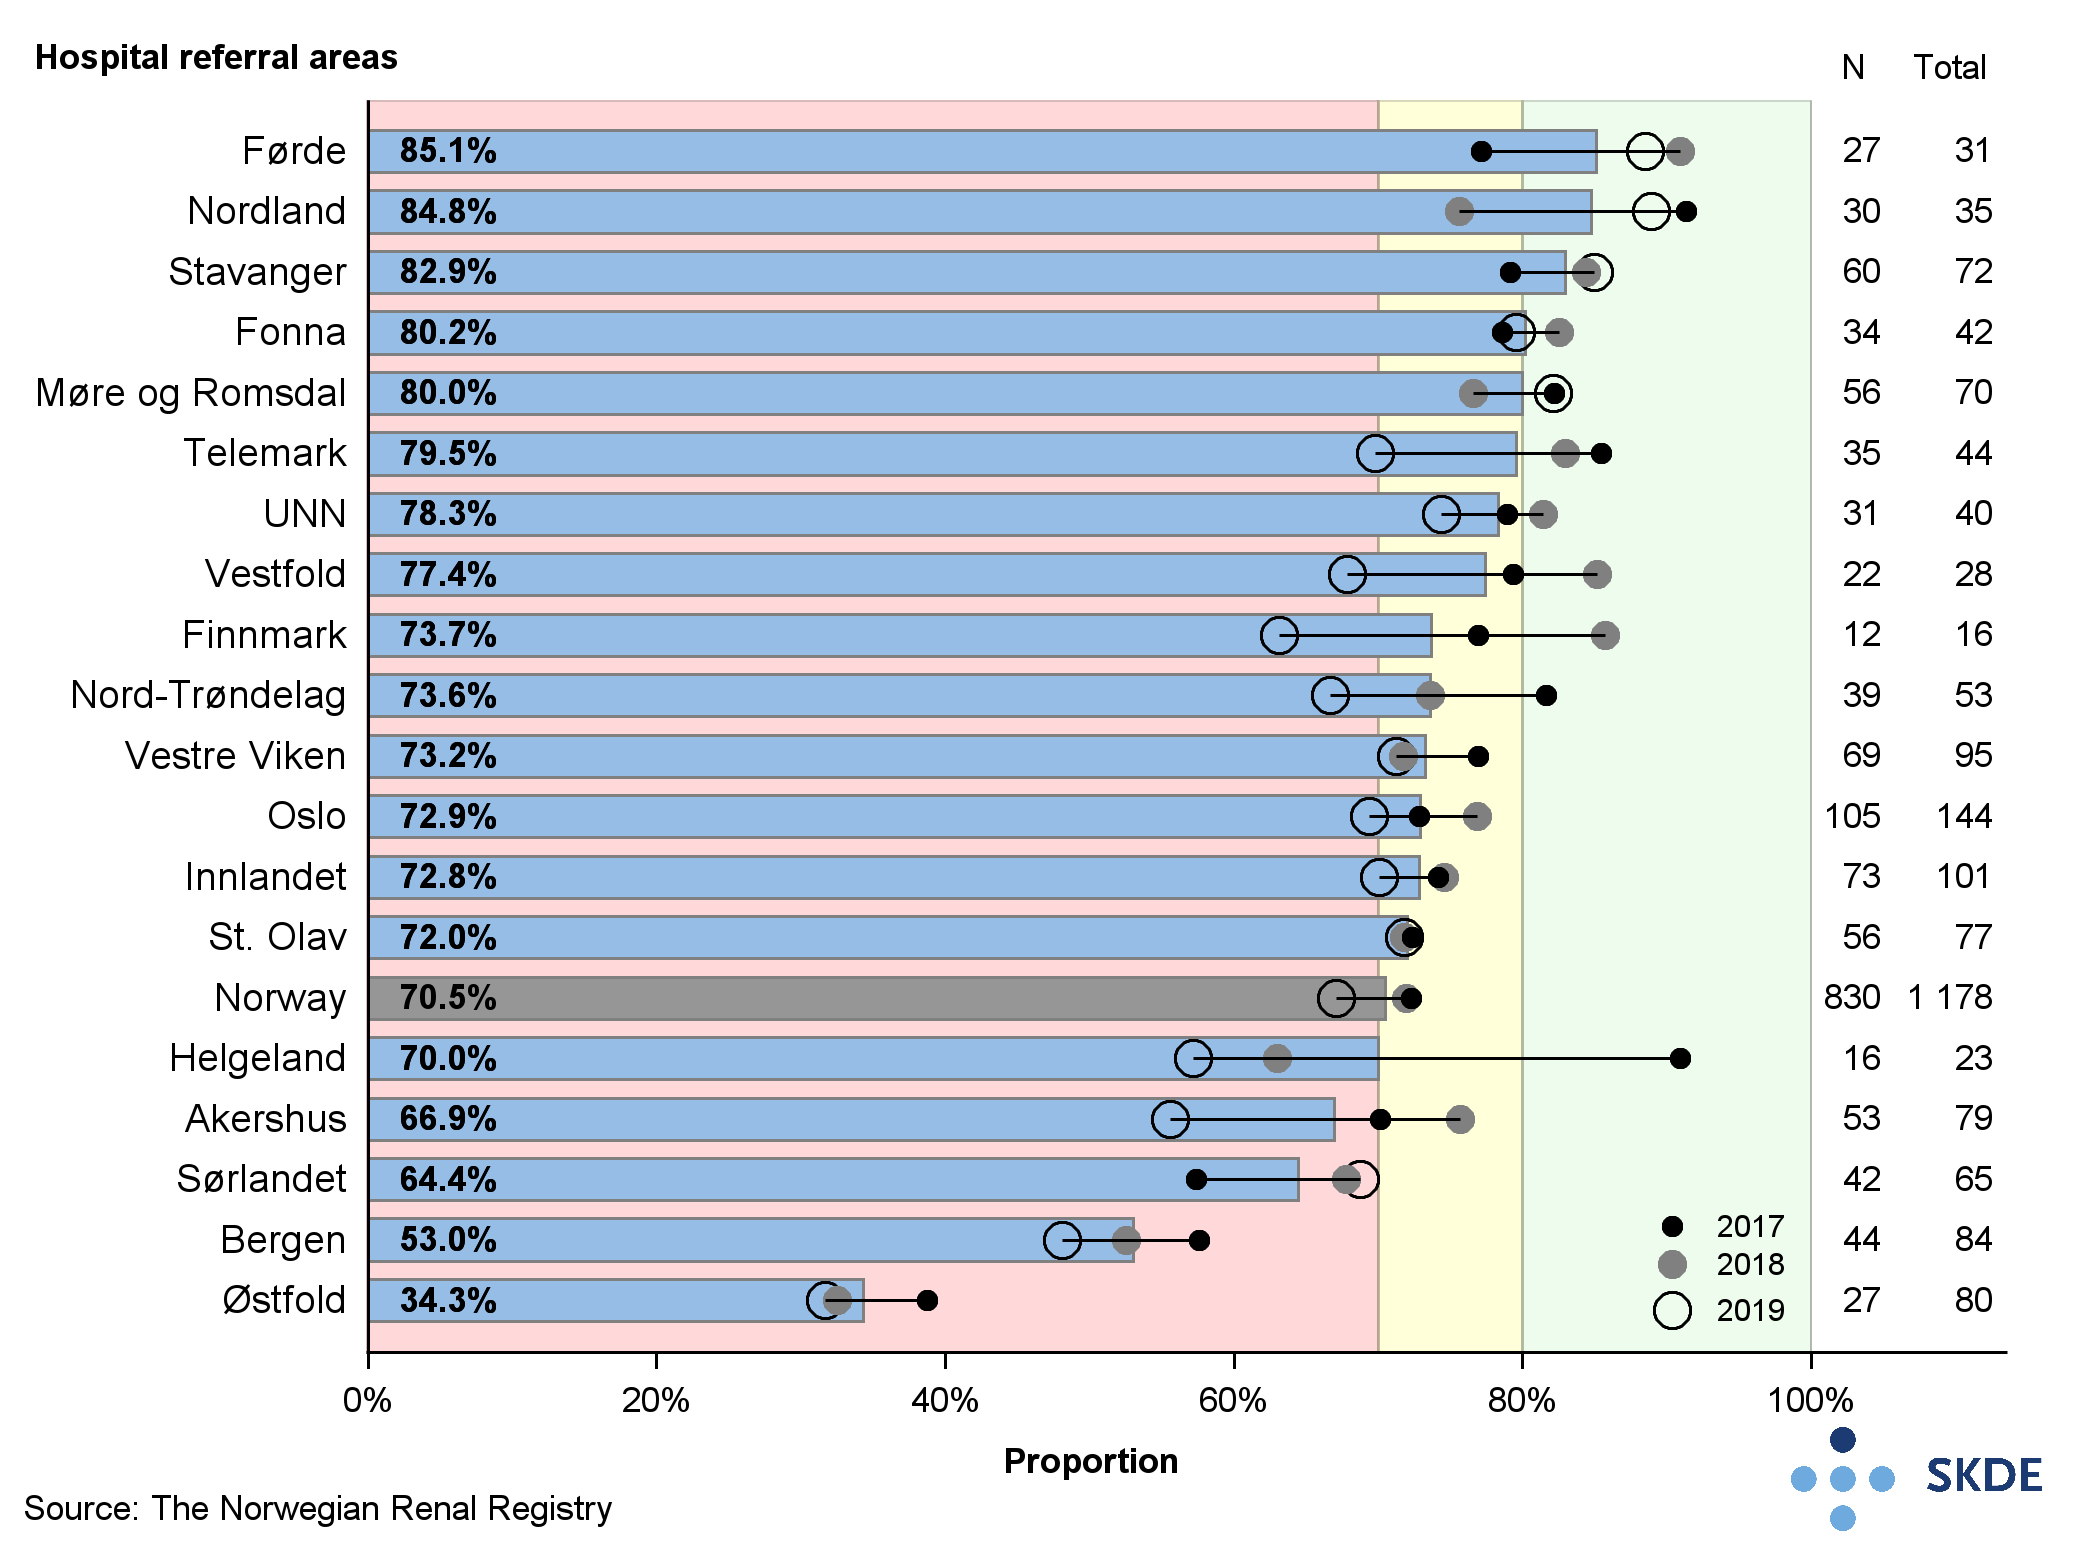 Hospital referral areas N Total
Førde 85.1% 27 31
Nordland 84.8% 30 35
Stavanger 82.9% 60 72
Fonna 80.2% 34 42
Møre og Romsdal 80.0% 56 70
Telemark 79.5% 35 44
UNN 78.3% 31 40
Vestfold 77.4% 22 28
Finnmark 73.7% 12 16
Nord-Trøndelag 73.6% 39 53
Vestre Viken 73.2% 69 95
Oslo 72.9% 105 144
Innlandet 72.8% 73 101
St. Olav 72.0% 56 77
Norway 70.5% 830 1 178
Helgeland 70.0% 16 23
Akershus 66.9% 53 79
Sørlandet 64.4% 42 65
Bergen 53.0% 44 84
Østfold 34.3% 27 80
2017
2018
2019
0% 20% 40% 60% 80% 100%
Proportion
SKDE
Source: The Norwegian Renal Registry